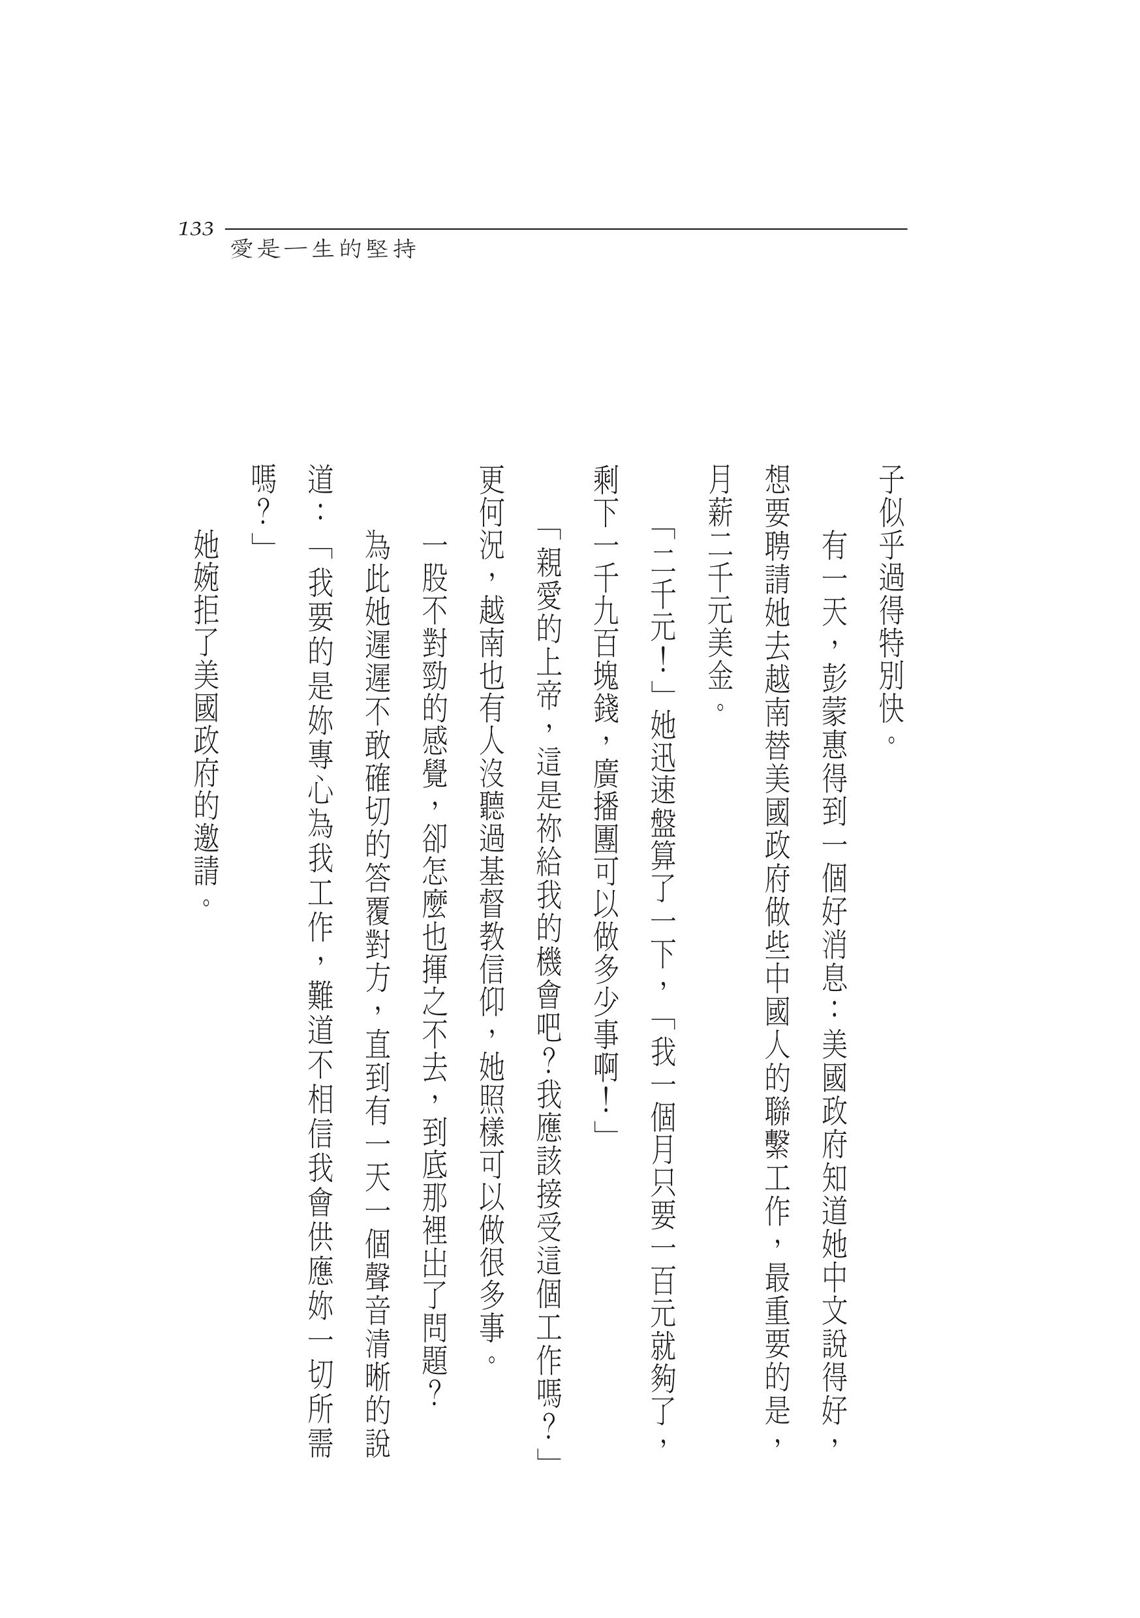 133
愛是一生的堅持
子似乎過得特別快。
有一天，彭蒙惠得到一個好消息：美國政府知道她中文說得好，
想要聘請她去越南替美國政府做些中國人的聯繫工作，最重要的是，
月薪二千元美金。
「二千元！」她迅速盤算了一下，「我一個月只要一百元就夠了，
剩下一千九百塊錢，廣播團可以做多少事啊！」
「親愛的上帝，這是祢給我的機會吧？我應該接受這個工作嗎？」
更何況，越南也有人沒聽過基督教信仰，她照樣可以做很多事。
一股不對勁的感覺，卻怎麼也揮之不去，到底那裡出了問題？
為此她遲遲不敢確切的答覆對方，直到有一天一個聲音清晰的說
道：「我要的是妳專心為我工作，難道不相信我會供應妳一切所需
嗎？」
她婉拒了美國政府的邀請。